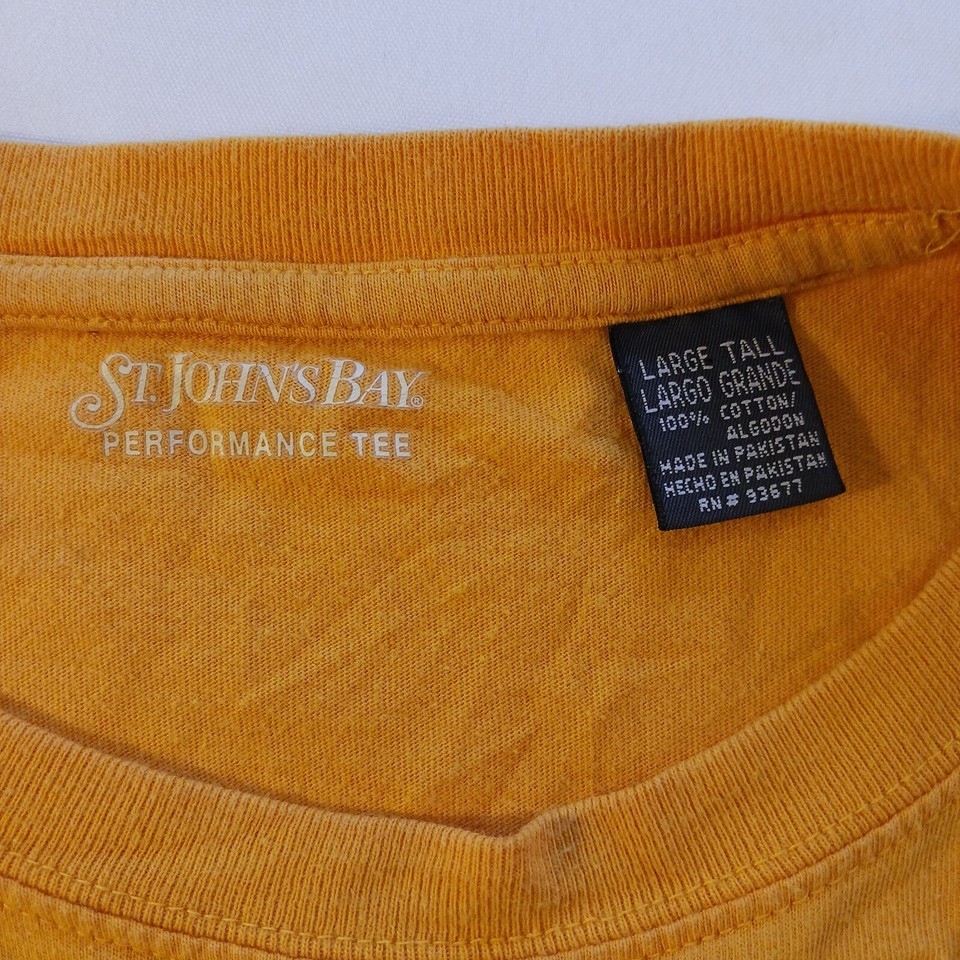 ST. JOHN'S BAY®
PERFORMANCE TEE
LARGE TALL
LARGO GRANDE
100% COTTON/
ALGODON
MADE IN PAKISTAN
HECHO EN PAKISTAN
RN # 93677